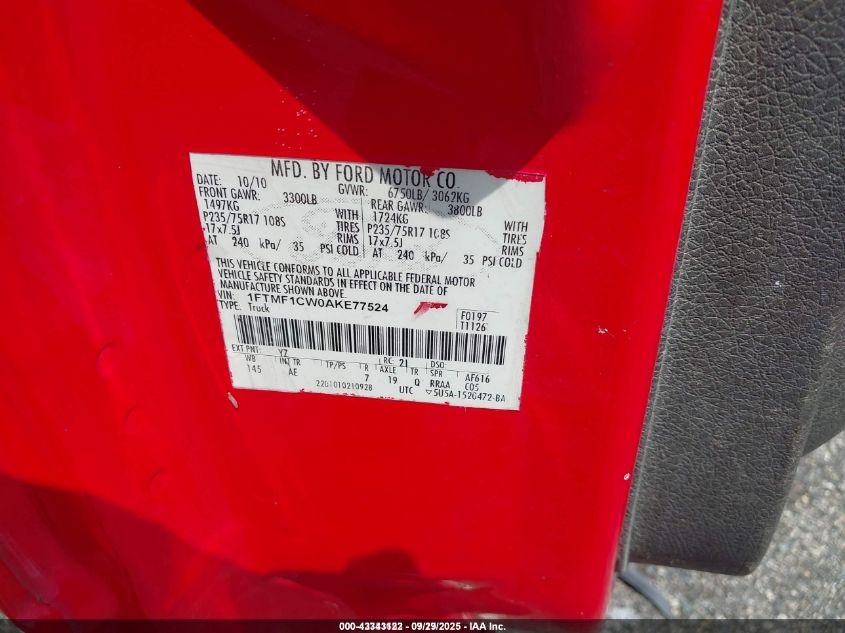 MFD. BY FORD MOTOR CO.
DATE: 10/10 GVWR: 6750LB/ 3062KG
FRONT GAWR: 3300LB REAR GAWR: 3800LB
1497KG WITH 1724KG WITH
P235/75R17 108S TIRES P235/75R17 108S TIRES
17x7.5J RIMS 17x7.5J RIMS
AT 240 kPa/ 35 PSI COLD AT 240 kPa/ 35 PSI COLD
THIS VEHICLE CONFORMS TO ALL APPLICABLE FEDERAL MOTOR
VEHICLE SAFETY STANDARDS IN EFFECT ON THE DATE OF
MANUFACTURE SHOWN ABOVE.
VIN: 1FTMF1CW0AKE77524
TYPE: Truck F0197
T1126
EXT PNT: YZ RC: 21 DSO:
WB INT TR TP/PS R AXLE TR SPR AF616
145 AE 7 19 Q RRAA C05
2201010210928 UTC ▽5U5A-1520472-BA
09/29/2025 - IAA Inc.